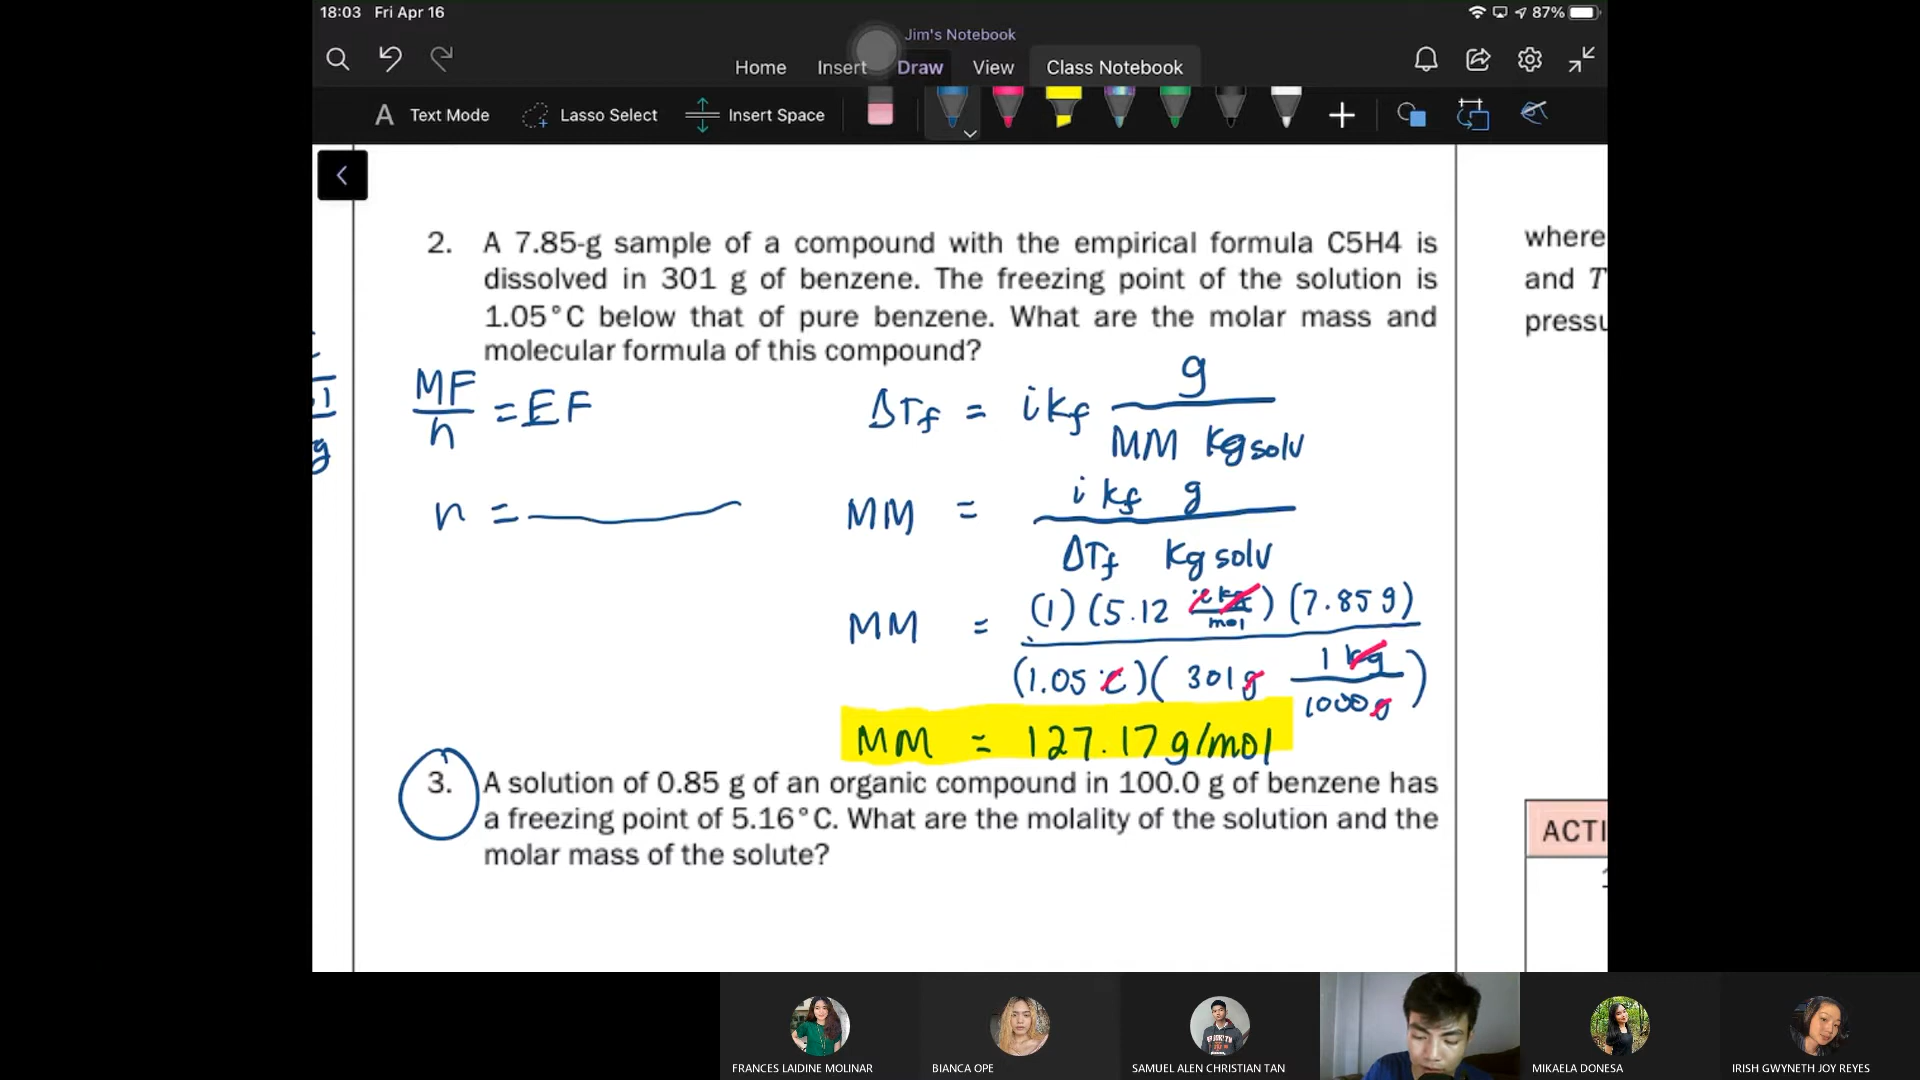 18:03 Fri Apr 16
87%
Jim's Notebook
Home Insert Draw View Class Notebook
A Text Mode Lasso Select Insert Space
2. A 7.85-g sample of a compound with the empirical formula C5H4 is
dissolved in 301 g of benzene. The freezing point of the solution is
1.05°C below that of pure benzene. What are the molar mass and
molecular formula of this compound?
MF/n = EF
n =
ΔTf = i kf g / MM kg solv
MM = i kf g / ΔTf kg solv
MM = (1) (5.12 °C kg/mol) (7.85 g) / (1.05 °C) (301g 1 kg/1000g)
MM = 127.17 g/mol
3. A solution of 0.85 g of an organic compound in 100.0 g of benzene has
a freezing point of 5.16°C. What are the molality of the solution and the
molar mass of the solute?
where
and T
pressu
ACTI
g
FRANCES LAIDINE MOLINAR
BIANCA OPE
SAMUEL ALEN CHRISTIAN TAN
MIKAELA DONESA
IRISH GWYNETH JOY REYES